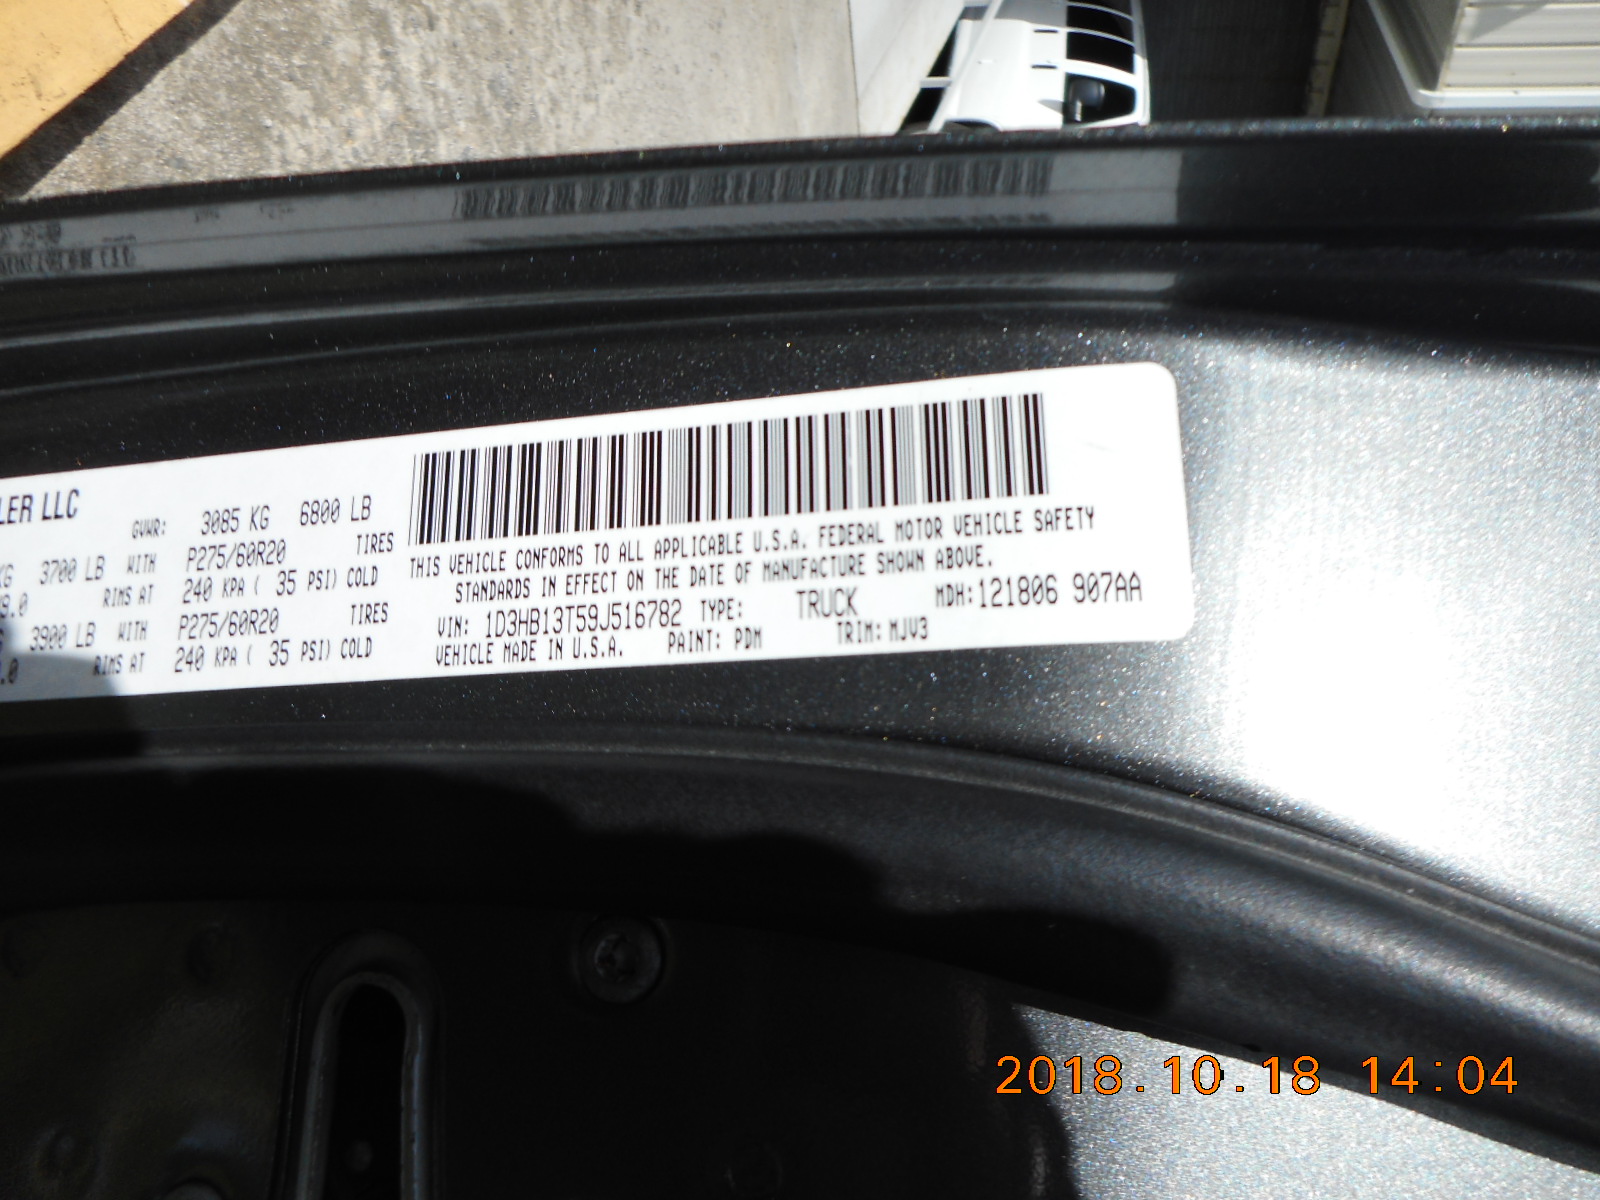 LER LLC
GVWR: 3085 KG 6800 LB
KG 3700 LB WITH P275/60R20 TIRES
RIMS AT 240 KPA ( 35 PSI) COLD
3900 LB WITH P275/60R20 TIRES
.0 RIMS AT 240 KPA ( 35 PSI) COLD
THIS VEHICLE CONFORMS TO ALL APPLICABLE U.S.A. FEDERAL MOTOR VEHICLE SAFETY
STANDARDS IN EFFECT ON THE DATE OF MANUFACTURE SHOWN ABOVE.
VIN: 1D3HB13T59J516782 TYPE: TRUCK MDH:121806 907AA
VEHICLE MADE IN U.S.A. PAINT: PDM TRIM: MJV3
2018.10.18 14:04